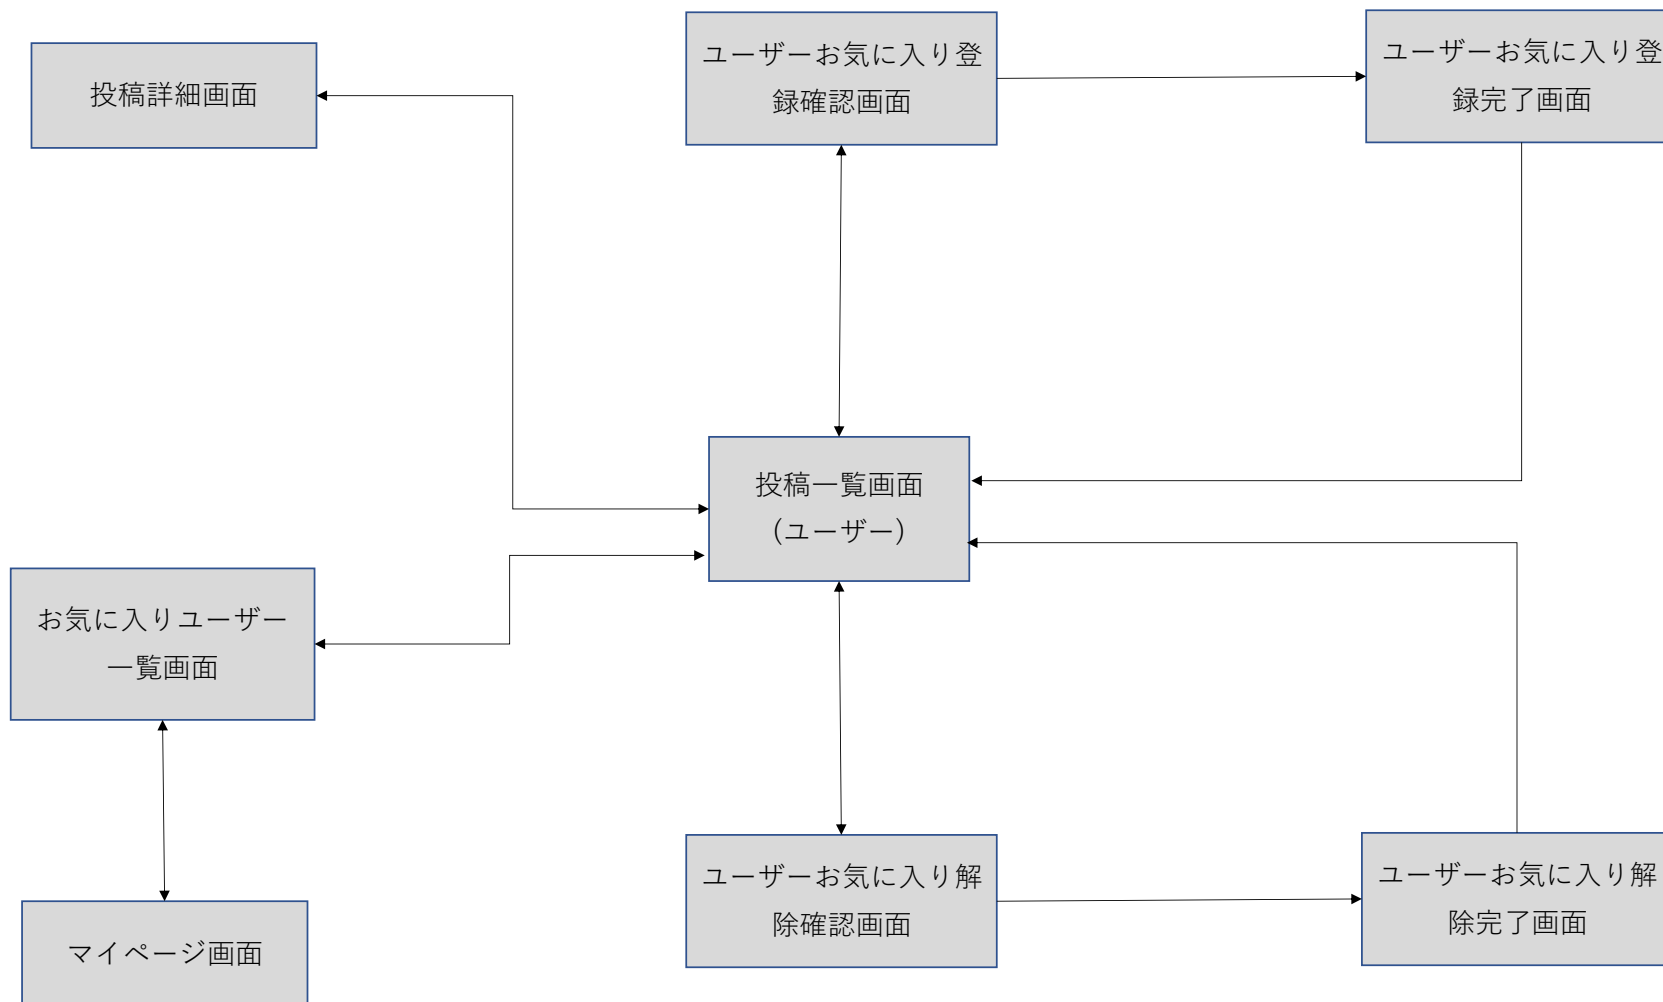 投稿詳細画面
ユーザーお気に入り登
録確認画面
ユーザーお気に入り登
録完了画面
投稿一覧画面
(ユーザー)
お気に入りユーザー
一覧画面
マイページ画面
ユーザーお気に入り解
除確認画面
ユーザーお気に入り解
除完了画面